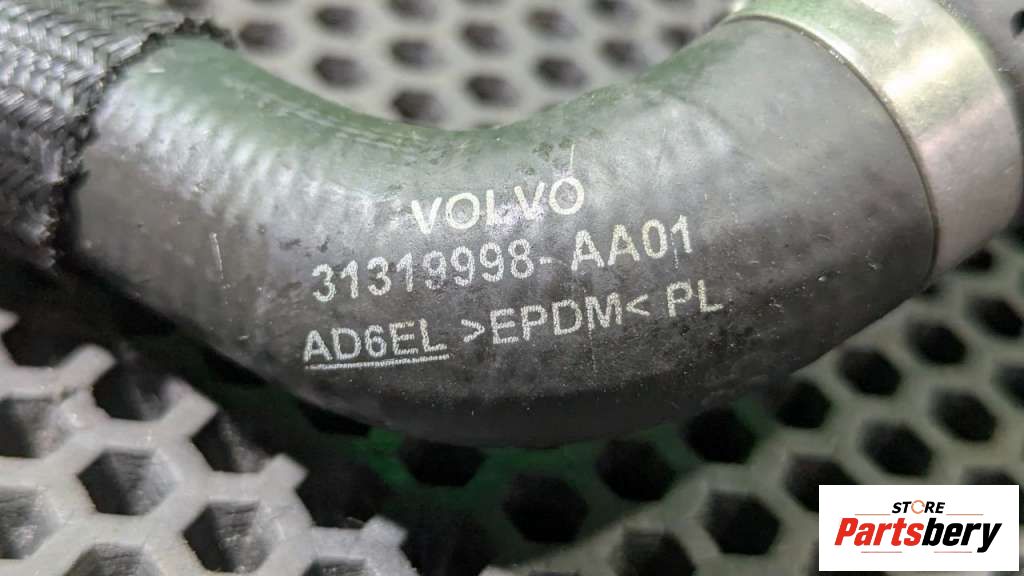 VOLVO
31319998-AA01
AD6EL >EPDM< PL
STORE
Partsbery